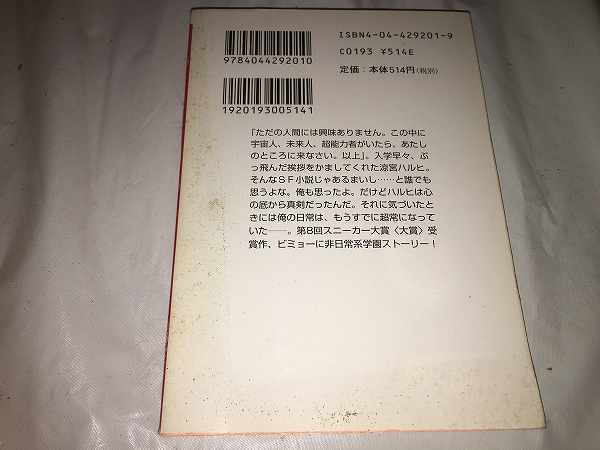 ISBN4-04-429201-9
C0193 ¥514E
定価：本体514円(税別)
9784044292010
1920193005141
「ただの人間には興味ありません。この中に
宇宙人、未来人、超能力者がいたら、あたし
のところに来なさい。以上」。入学早々、ぶ
っ飛んだ挨拶をかましてくれた涼宮ハルヒ。
そんなSF小説じゃあるまいし……と誰でも
思うよな。俺も思ったよ。だけどハルヒは心
の底から真剣だったんだ。それに気づいたと
きには俺の日常は、もうすでに超常になって
いた――。第8回スニーカー大賞〈大賞〉受
賞作、ビミョーに非日常系学園ストーリー！